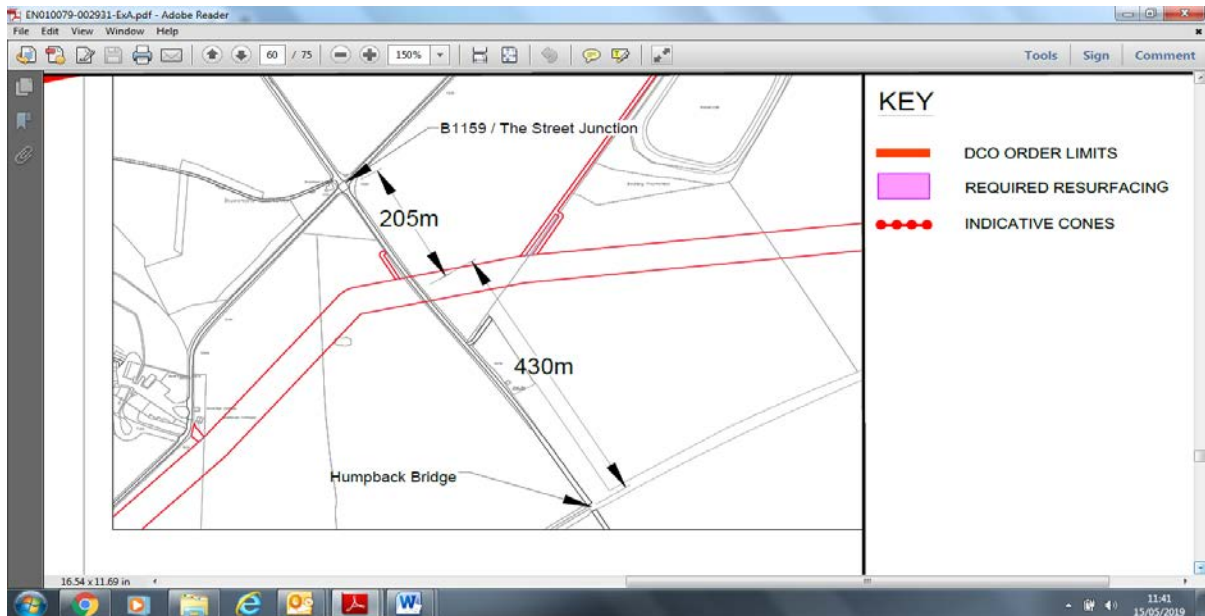 EN010079-002931-ExA.pdf - Adobe Reader
File Edit View Window Help
60 / 75 150% Tools Sign Comment
B1159 / The Street Junction
205m
430m
Humpback Bridge
KEY
DCO ORDER LIMITS
REQUIRED RESURFACING
INDICATIVE CONES
16.54 x 11.69 in
11:41
15/05/2019